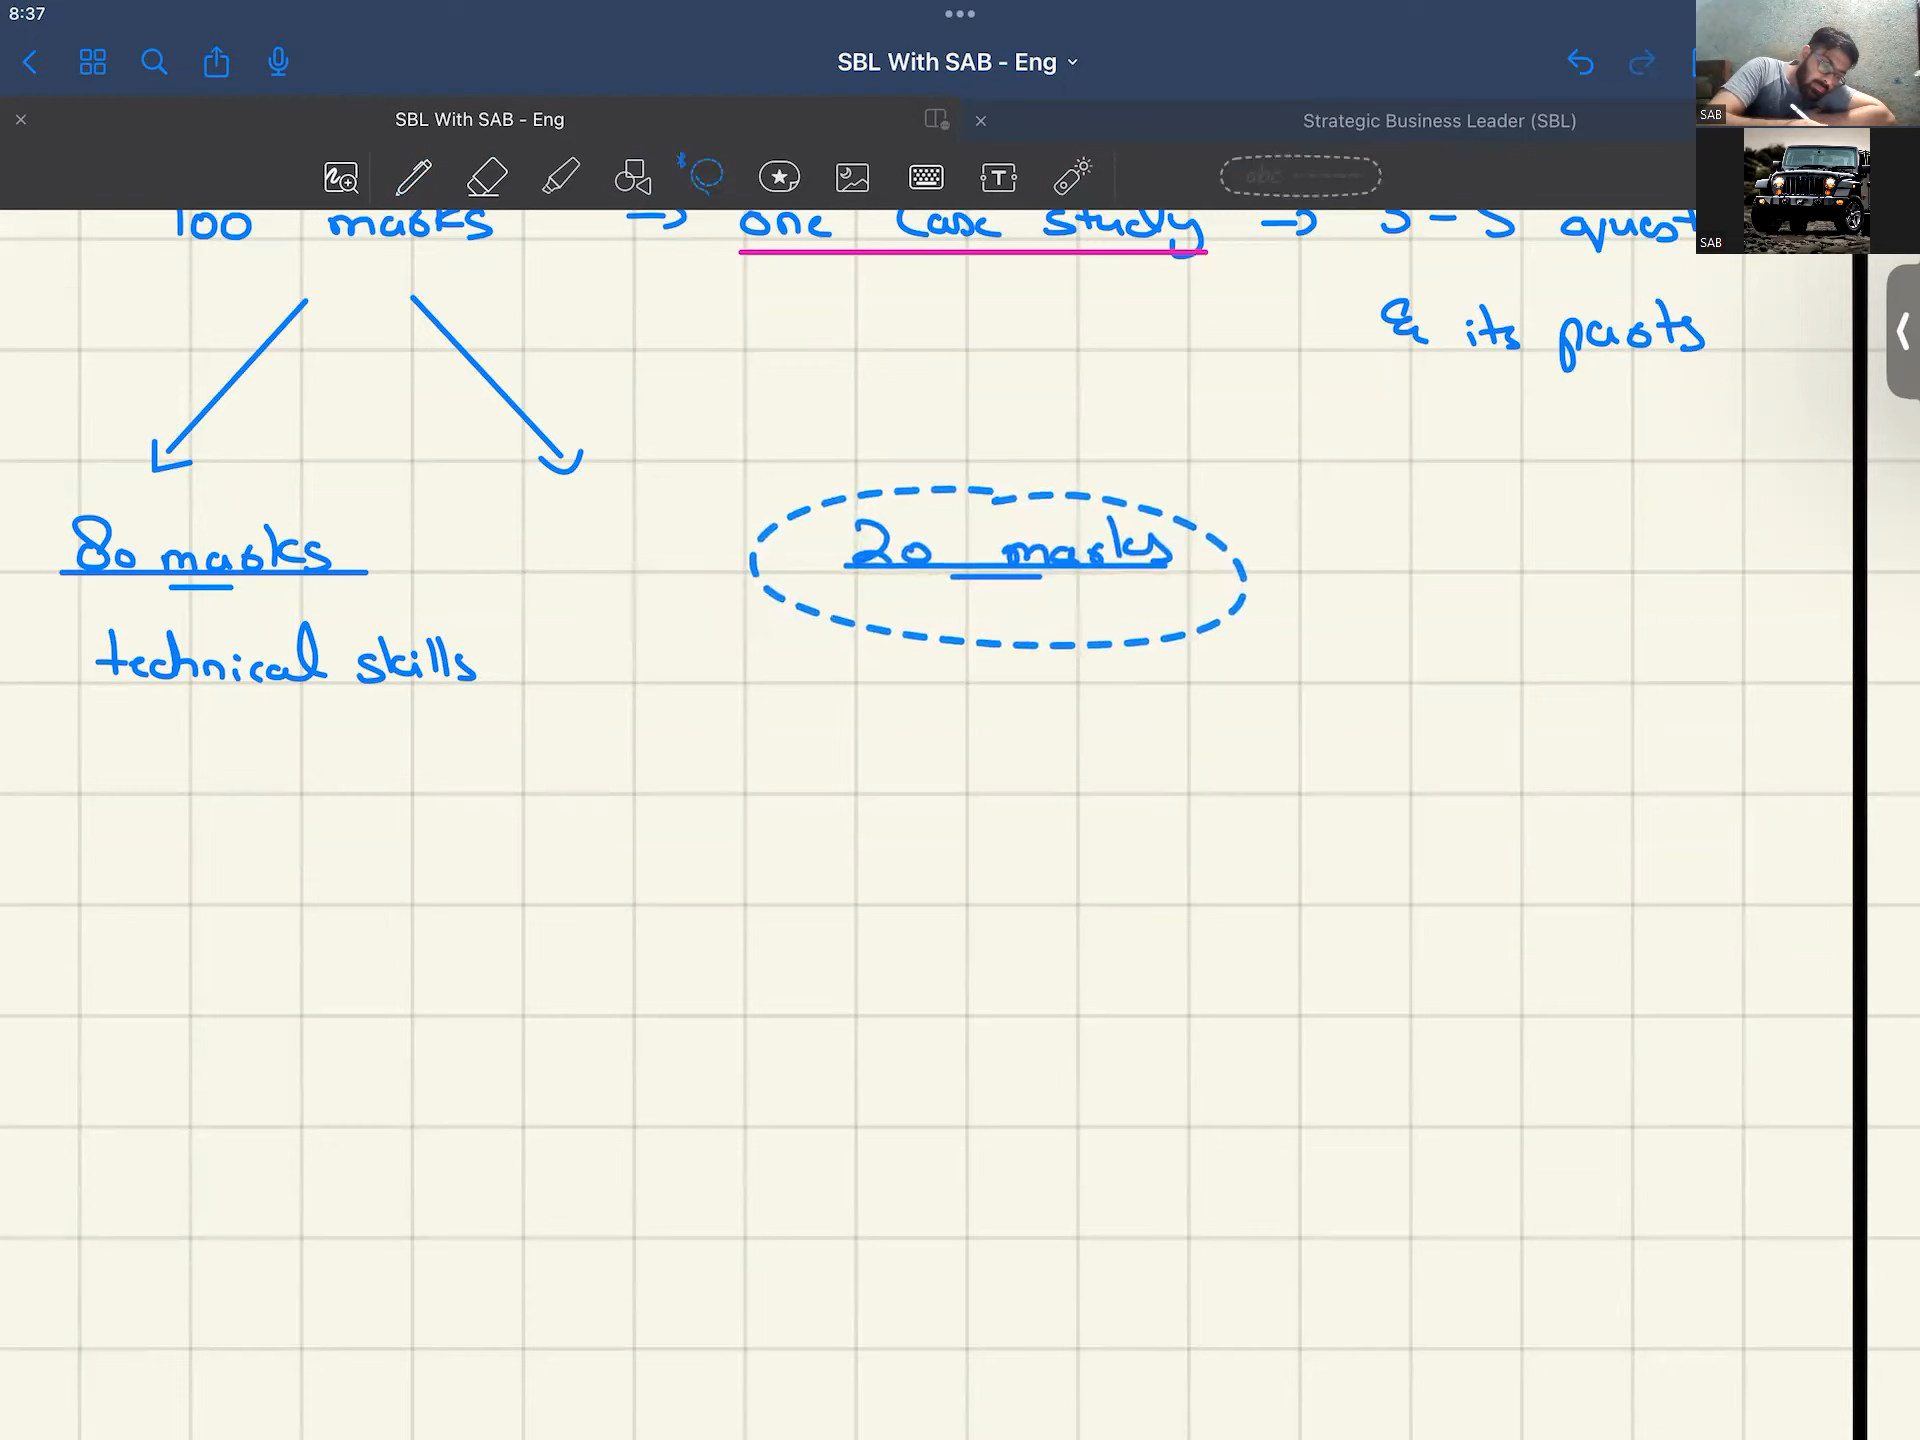 8:37
SBL With SAB - Eng
SBL With SAB - Eng
Strategic Business Leader (SBL)
SAB
SAB
abc
100 marks → one case study → 3-5 quest
& its parts
80 marks
20 marks
technical skills